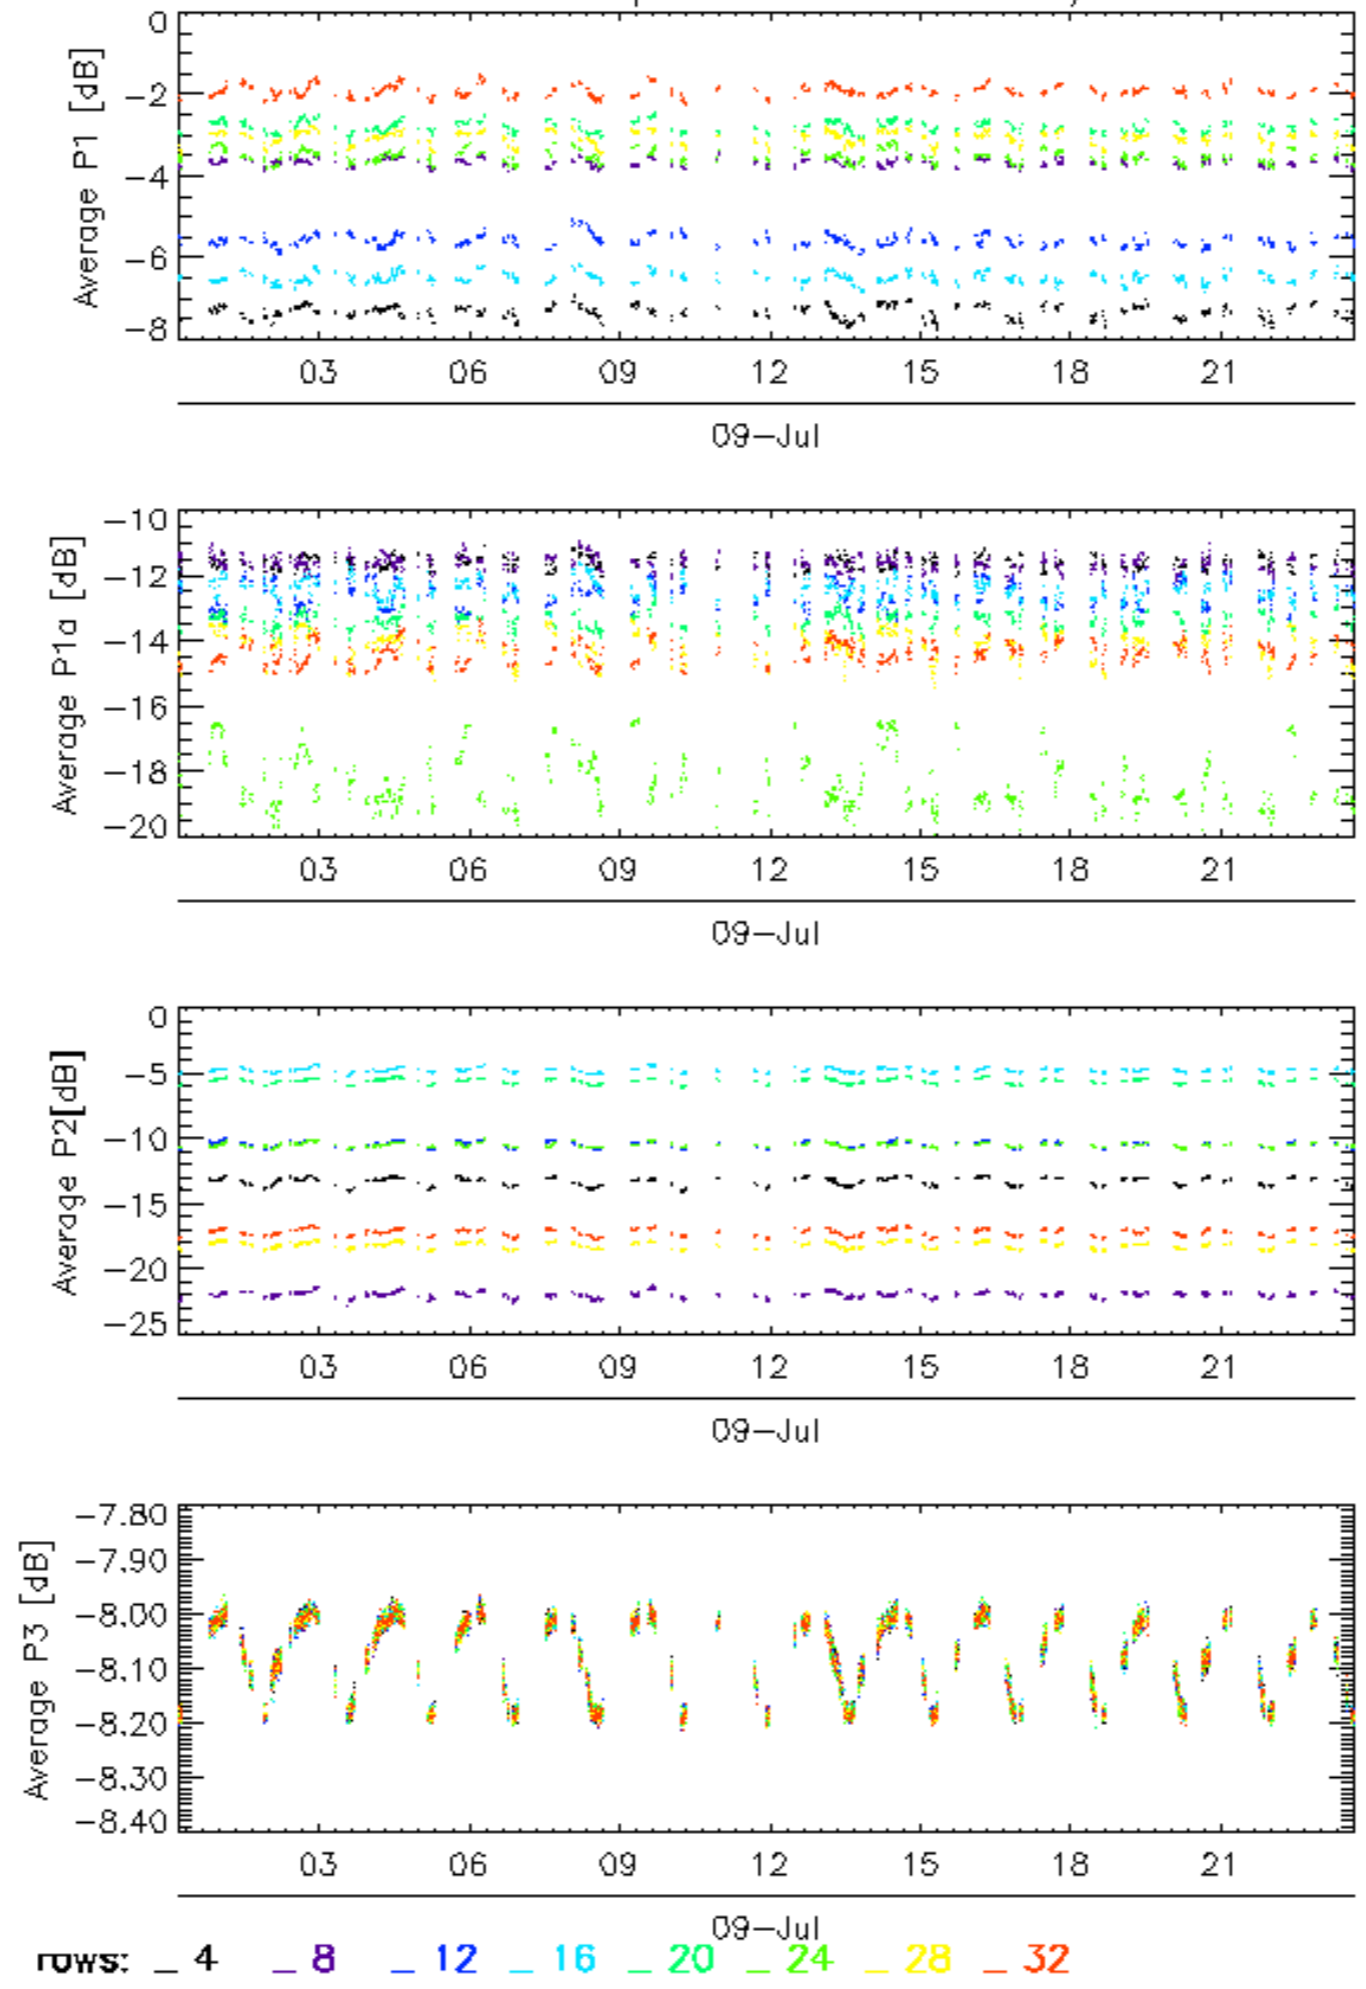 Average P1 [dB]
0
−2
−4
−6
−8
03 06 09 12 15 18 21
09−Jul
Average P1a [dB]
−10
−12
−14
−16
−18
−20
03 06 09 12 15 18 21
09−Jul
Average P2[dB]
0
−5
−10
−15
−20
−25
03 06 09 12 15 18 21
09−Jul
Average P3 [dB]
−7.80
−7.90
−8.00
−8.10
−8.20
−8.30
−8.40
03 06 09 12 15 18 21
09−Jul
rows: _ 4 _ 8 _ 12 _ 16 _ 20 _ 24 _ 28 _ 32